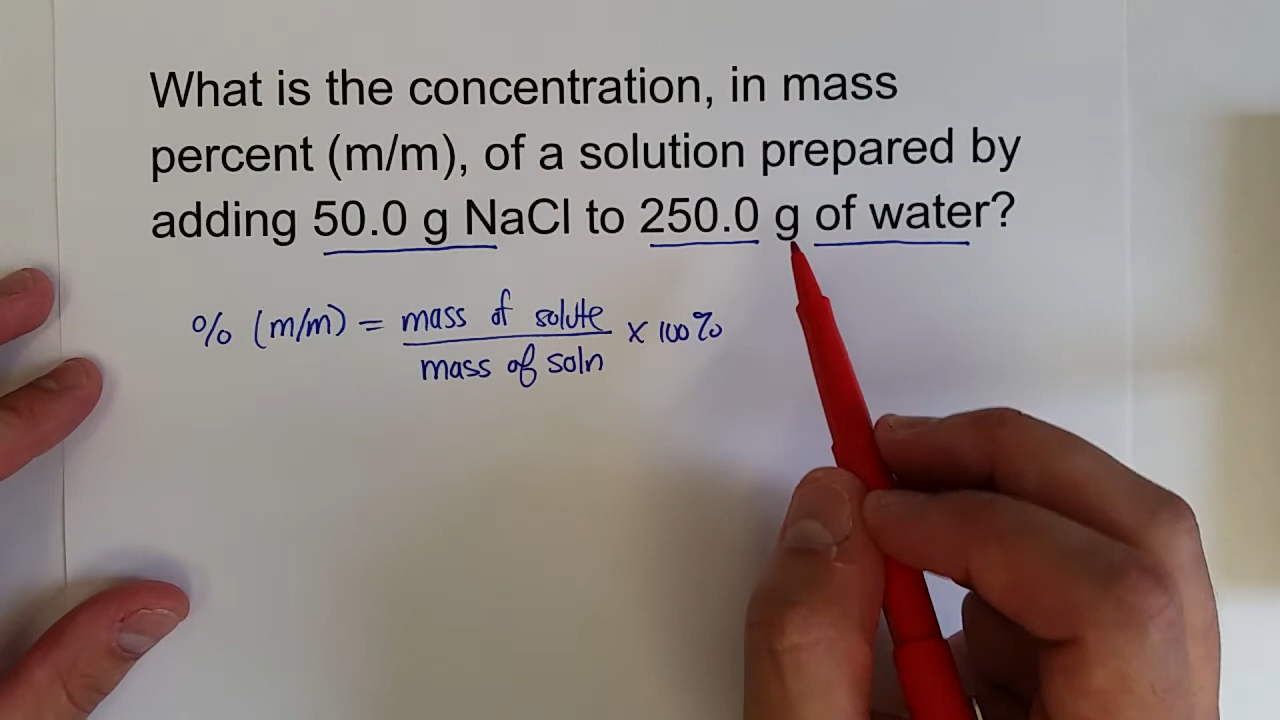 What is the concentration, in mass
percent (m/m), of a solution prepared by
adding 50.0 g NaCl to 250.0 g of water?
% (m/m) = mass of solute / mass of soln x 100%